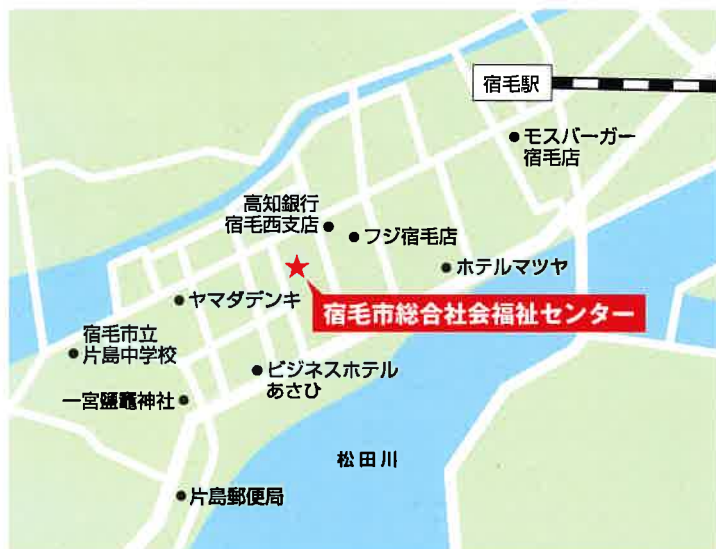 宿毛駅
モスバーガー
宿毛店
高知銀行
宿毛西支店
フジ宿毛店
ホテルマツヤ
ヤマダデンキ
宿毛市総合社会福祉センター
宿毛市立
片島中学校
ビジネスホテル
あさひ
一宮鹽竈神社
松田川
片島郵便局